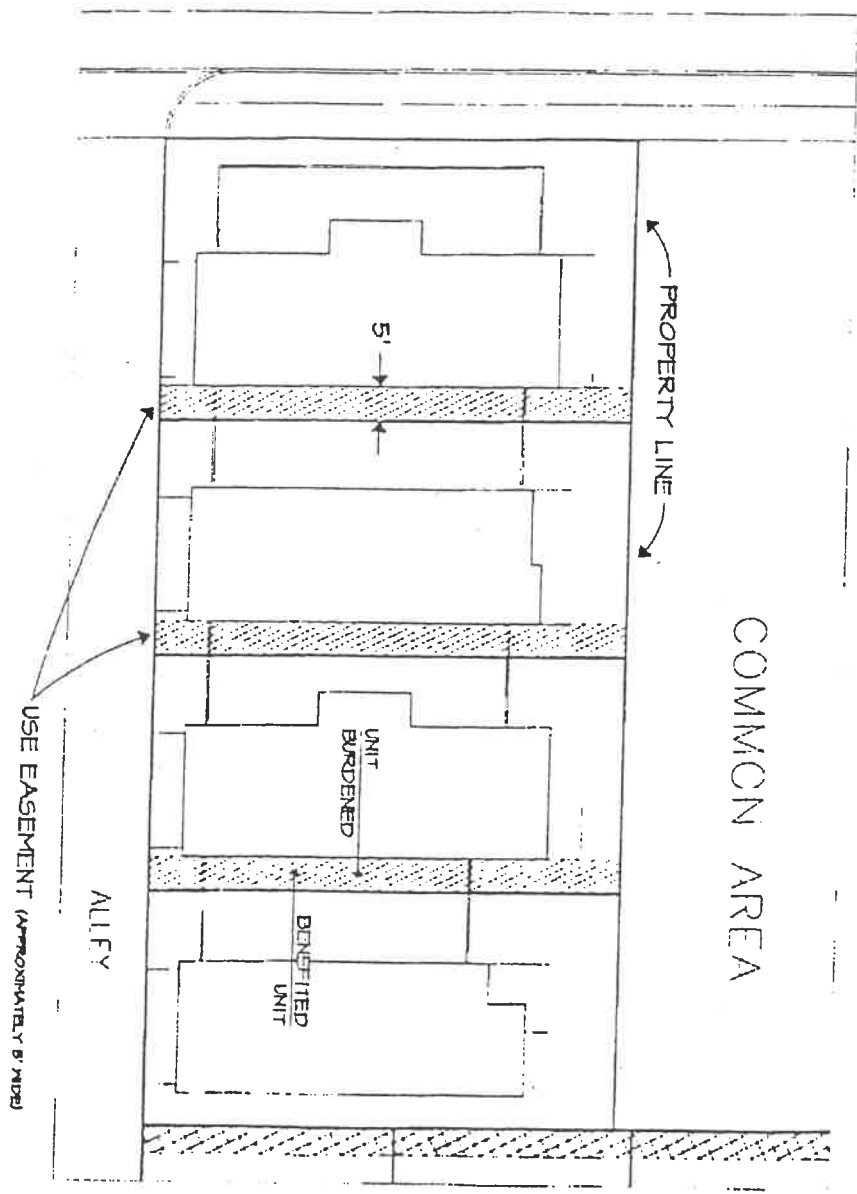 5'
PROPERTY LINE
COMMON AREA
UNIT
BURDENED
BENEFITED
UNIT
ALLEY
USE EASEMENT (APPROXIMATELY 5' WIDE)